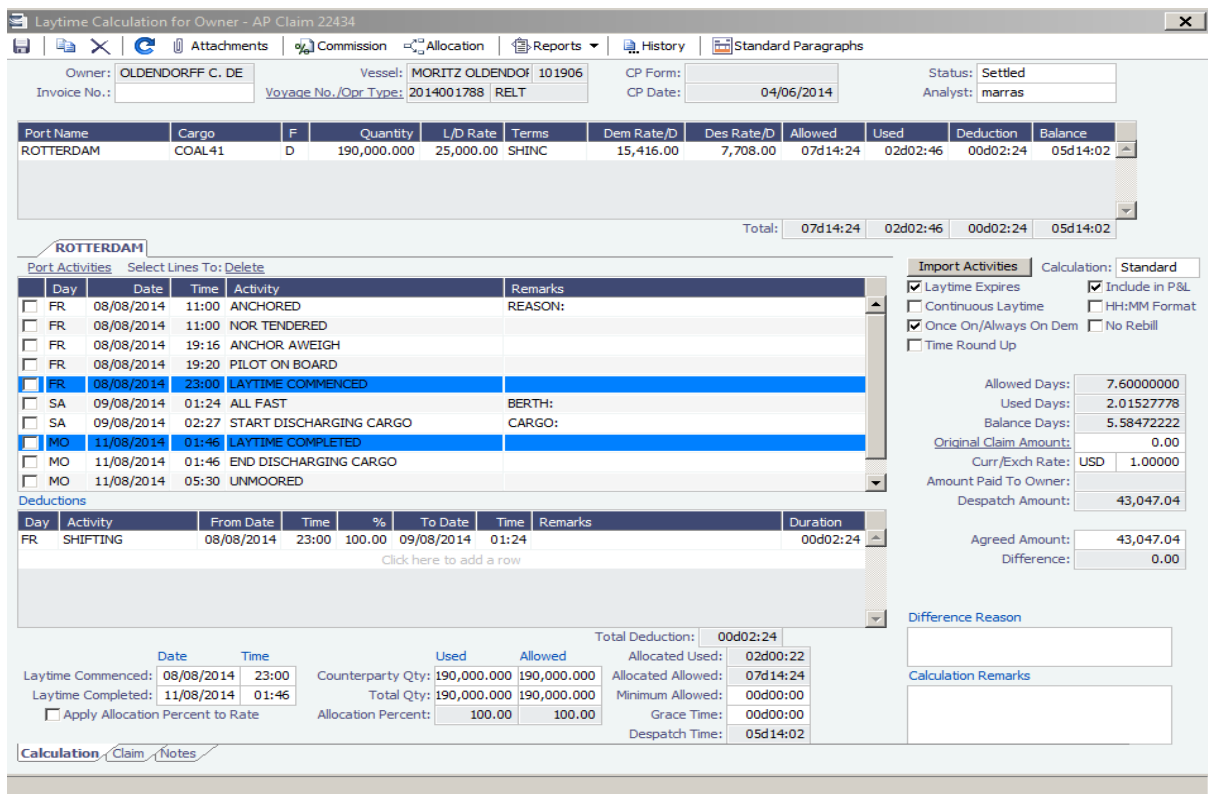 Laytime Calculation for Owner - AP Claim 22434
Attachments Commission Allocation Reports History Standard Paragraphs
Owner: OLDENDORFF C. DE Vessel: MORITZ OLDENDOF 101906 CP Form: Status: Settled
Invoice No.: Voyage No./Opr Type: 2014001788 RELT CP Date: 04/06/2014 Analyst: marras
Port Name Cargo F Quantity L/D Rate Terms Dem Rate/D Des Rate/D Allowed Used Deduction Balance
ROTTERDAM COAL41 D 190,000.000 25,000.00 SHINC 15,416.00 7,708.00 07d14:24 02d02:46 00d02:24 05d14:02
Total: 07d14:24 02d02:46 00d02:24 05d14:02
ROTTERDAM
Port Activities Select Lines To: Delete
Day Date Time Activity Remarks
FR 08/08/2014 11:00 ANCHORED REASON:
FR 08/08/2014 11:00 NOR TENDERED
FR 08/08/2014 19:16 ANCHOR AWEIGH
FR 08/08/2014 19:20 PILOT ON BOARD
FR 08/08/2014 23:00 LAYTIME COMMENCED
SA 09/08/2014 01:24 ALL FAST BERTH:
SA 09/08/2014 02:27 START DISCHARGING CARGO CARGO:
MO 11/08/2014 01:46 LAYTIME COMPLETED
MO 11/08/2014 01:46 END DISCHARGING CARGO
MO 11/08/2014 05:30 UNMOORED
Deductions
Day Activity From Date Time % To Date Time Remarks Duration
FR SHIFTING 08/08/2014 23:00 100.00 09/08/2014 01:24 00d02:24
Click here to add a row
Total Deduction: 00d02:24
Date Time Used Allowed Allocated Used: 02d00:22
Laytime Commenced: 08/08/2014 23:00 Counterparty Qty: 190,000.000 190,000.000 Allocated Allowed: 07d14:24
Laytime Completed: 11/08/2014 01:46 Total Qty: 190,000.000 190,000.000 Minimum Allowed: 00d00:00
Apply Allocation Percent to Rate Allocation Percent: 100.00 100.00 Grace Time: 00d00:00
Despatch Time: 05d14:02
Import Activities Calculation: Standard
Laytime Expires Include in P&L
Continuous Laytime HH:MM Format
Once On/Always On Dem No Rebill
Time Round Up
Allowed Days: 7.60000000
Used Days: 2.01527778
Balance Days: 5.58472222
Original Claim Amount: 0.00
Curr/Exch Rate: USD 1.00000
Amount Paid To Owner:
Despatch Amount: 43,047.04
Agreed Amount: 43,047.04
Difference: 0.00
Difference Reason
Calculation Remarks
Calculation Claim Notes